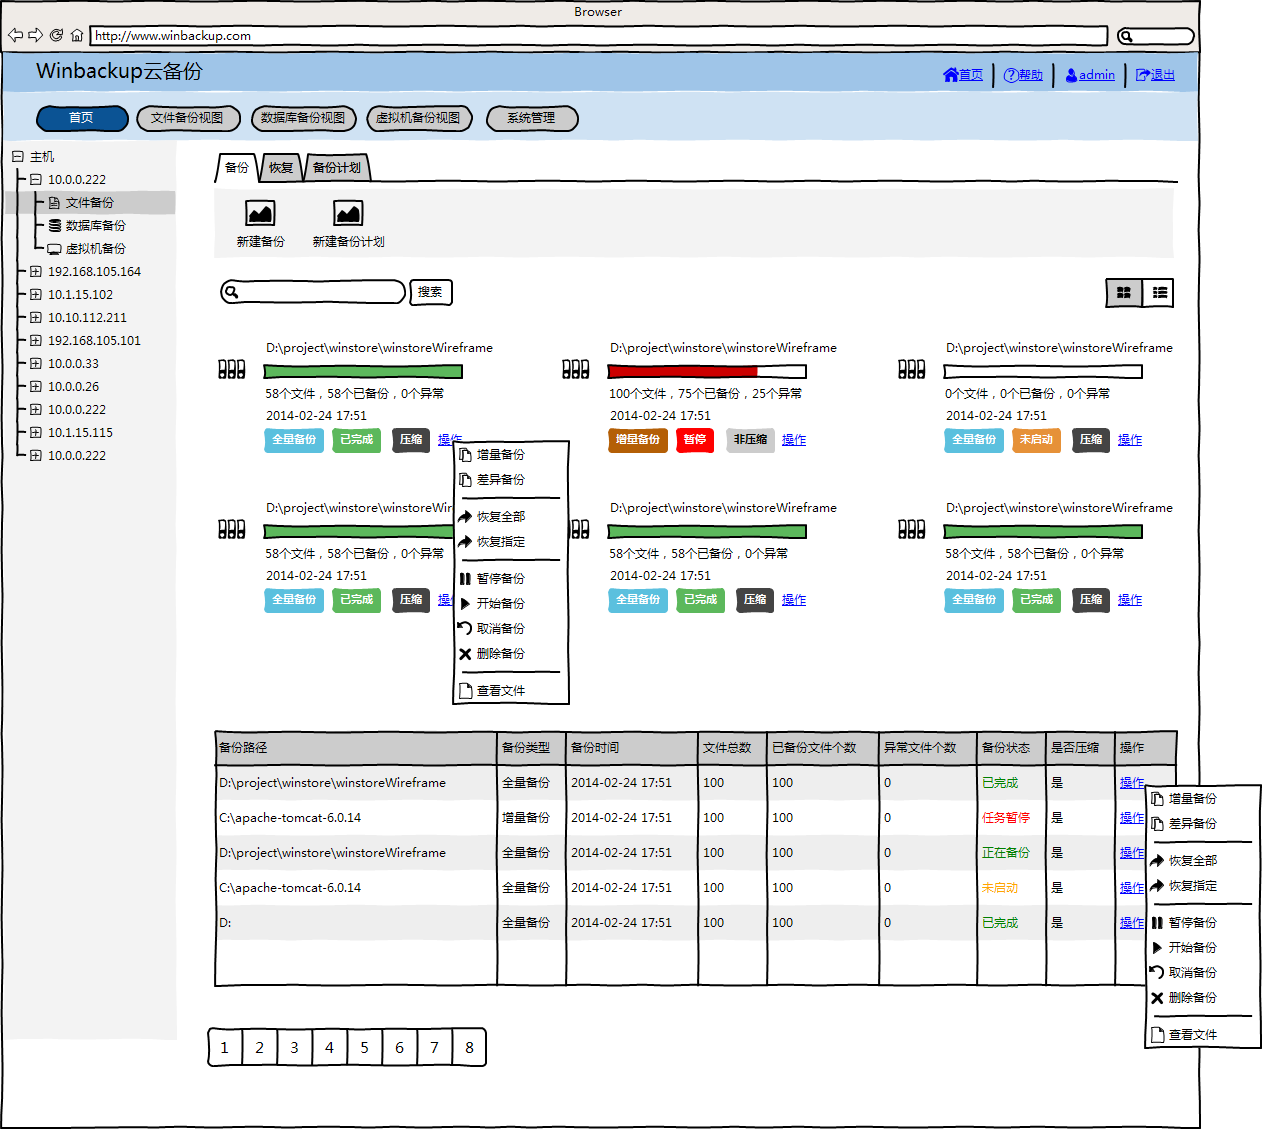 Browser
http://www.winbackup.com
Winbackup云备份
首页 帮助 admin 退出
首页 文件备份视图 数据库备份视图 虚拟机备份视图 系统管理
主机
10.0.0.222
文件备份
数据库备份
虚拟机备份
192.168.105.164
10.1.15.102
10.10.112.211
192.168.105.101
10.0.0.33
10.0.0.26
10.0.0.222
10.1.15.115
10.0.0.222
备份 恢复 备份计划
新建备份 新建备份计划
搜索
D:\project\winstore\winstoreWireframe
58个文件，58个已备份，0个异常
2014-02-24 17:51
全量备份 已完成 压缩 操作
D:\project\winstore\winstoreWireframe
100个文件，75个已备份，25个异常
2014-02-24 17:51
增量备份 暂停 非压缩 操作
D:\project\winstore\winstoreWireframe
0个文件，0个已备份，0个异常
2014-02-24 17:51
全量备份 未启动 压缩 操作
D:\project\winstore\winstoreWir
58个文件，58个已备份，0个异常
2014-02-24 17:51
全量备份 已完成 压缩 操作
D:\project\winstore\winstoreWireframe
58个文件，58个已备份，0个异常
2014-02-24 17:51
全量备份 已完成 压缩 操作
D:\project\winstore\winstoreWireframe
58个文件，58个已备份，0个异常
2014-02-24 17:51
全量备份 已完成 压缩 操作
增量备份
差异备份
恢复全部
恢复指定
暂停备份
开始备份
取消备份
删除备份
查看文件
备份路径 备份类型 备份时间 文件总数 已备份文件个数 异常文件个数 备份状态 是否压缩 操作
D:\project\winstore\winstoreWireframe 全量备份 2014-02-24 17:51 100 100 0 已完成 是 操作
C:\apache-tomcat-6.0.14 增量备份 2014-02-24 17:51 100 100 0 任务暂停 是 操作
D:\project\winstore\winstoreWireframe 全量备份 2014-02-24 17:51 100 100 0 正在备份 是 操作
C:\apache-tomcat-6.0.14 全量备份 2014-02-24 17:51 100 100 0 未启动 是 操作
D: 全量备份 2014-02-24 17:51 100 100 0 已完成 是 操作
增量备份
差异备份
恢复全部
恢复指定
暂停备份
开始备份
取消备份
删除备份
查看文件
1 2 3 4 5 6 7 8